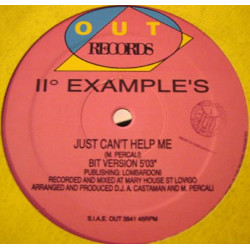 OUT
RECORDS
II° EXAMPLE'S
JUST CAN'T HELP ME
(M. PERCALI)
BIT VERSION 5'03"
PUBLISHING: LOMBARDONI
RECORDED AND MIXED AT MARY HOUSE ST LOVIGO
ARRANGED AND PRODUCED D.J. A. CASTAMAN AND M. PERCALI
S.I.A.E. OUT 3841 45RPM